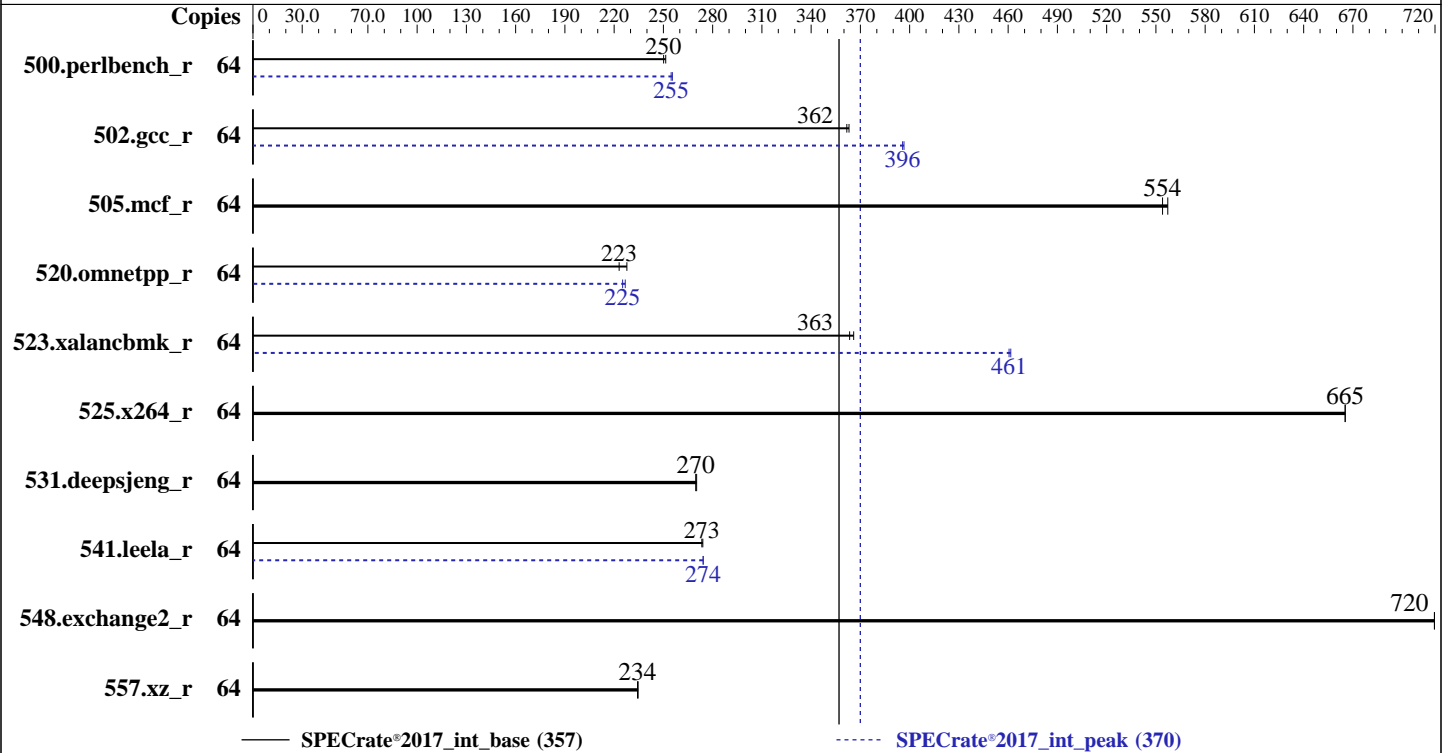 Copies 0 30.0 70.0 100 130 160 190 220 250 280 310 340 370 400 430 460 490 520 550 580 610 640 670 720
500.perlbench_r 64 250
255
502.gcc_r 64 362
396
505.mcf_r 64 554
520.omnetpp_r 64 223
225
523.xalancbmk_r 64 363
461
525.x264_r 64 665
531.deepsjeng_r 64 270
541.leela_r 64 273
274
548.exchange2_r 64 720
557.xz_r 64 234
SPECrate®2017_int_base (357) SPECrate®2017_int_peak (370)